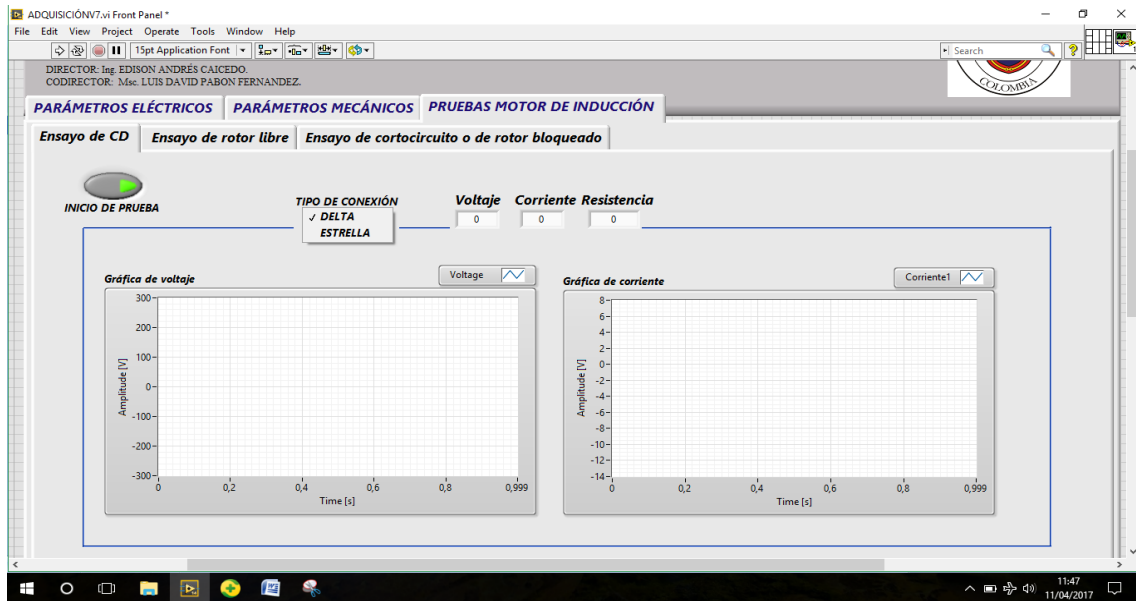 ADQUISICIÓNV7.vi Front Panel *
File Edit View Project Operate Tools Window Help
15pt Application Font
Search
DIRECTOR: Ing. EDISON ANDRÉS CAICEDO.
CODIRECTOR: Msc. LUIS DAVID PABON FERNANDEZ.
COLOMBIA
PARÁMETROS ELÉCTRICOS PARÁMETROS MECÁNICOS PRUEBAS MOTOR DE INDUCCIÓN
Ensayo de CD Ensayo de rotor libre Ensayo de cortocircuito o de rotor bloqueado
INICIO DE PRUEBA
TIPO DE CONEXIÓN
✓ DELTA
ESTRELLA
Voltaje Corriente Resistencia
0 0 0
Gráfica de voltaje
Voltage
300
200
100
0
-100
-200
-300
Amplitude [V]
0 0,2 0,4 0,6 0,8 0,999
Time [s]
Gráfica de corriente
Corriente1
8
6
4
2
0
-2
-4
-6
-8
-10
-12
-14
Amplitude [V]
0 0,2 0,4 0,6 0,8 0,999
Time [s]
11:47
11/04/2017